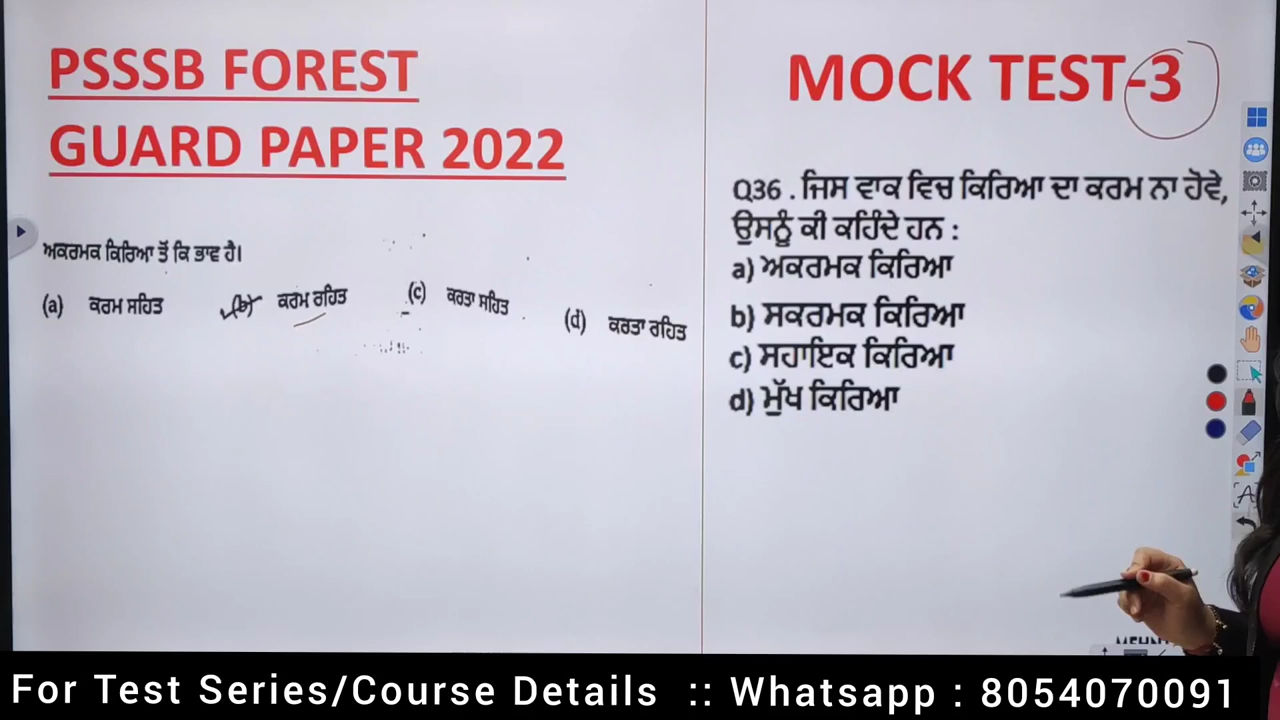 PSSSB FOREST
GUARD PAPER 2022
ਅਕਰਮਕ ਕਿਰਿਆ ਤੋਂ ਕਿ ਭਾਵ ਹੈ।
(a) ਕਰਮ ਸਹਿਤ (b) ਕਰਮ ਰਹਿਤ (c) ਕਰਤਾ ਸਹਿਤ (d) ਕਰਤਾ ਰਹਿਤ
MOCK TEST-3
Q36 . ਜਿਸ ਵਾਕ ਵਿਚ ਕਿਰਿਆ ਦਾ ਕਰਮ ਨਾ ਹੋਵੇ,
ਉਸਨੂੰ ਕੀ ਕਹਿੰਦੇ ਹਨ :
a) ਅਕਰਮਕ ਕਿਰਿਆ
b) ਸਕਰਮਕ ਕਿਰਿਆ
c) ਸਹਾਇਕ ਕਿਰਿਆ
d) ਮੁੱਖ ਕਿਰਿਆ
For Test Series/Course Details :: Whatsapp : 8054070091